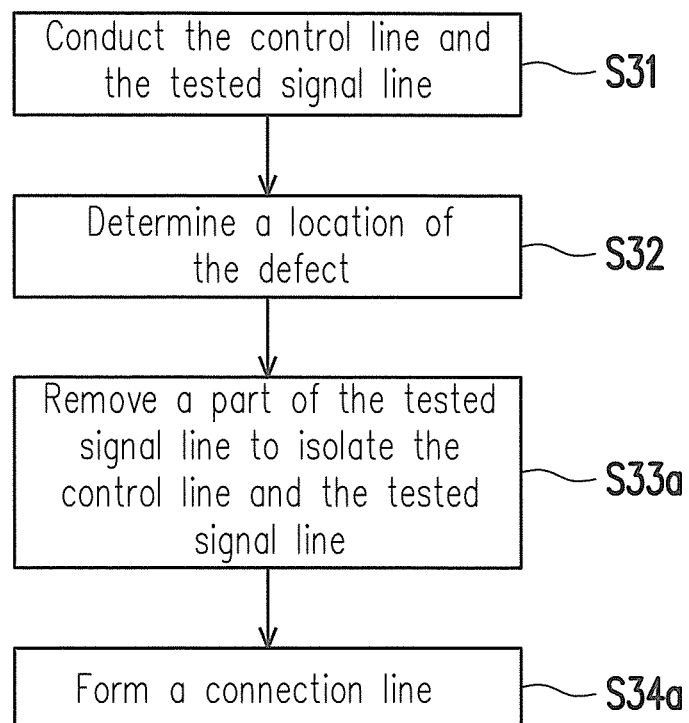 Conduct the control line and
the tested signal line
S31
Determine a location of
the defect
S32
Remove a part of the tested
signal line to isolate the
control line and the tested
signal line
S33a
Form a connection line
S34a